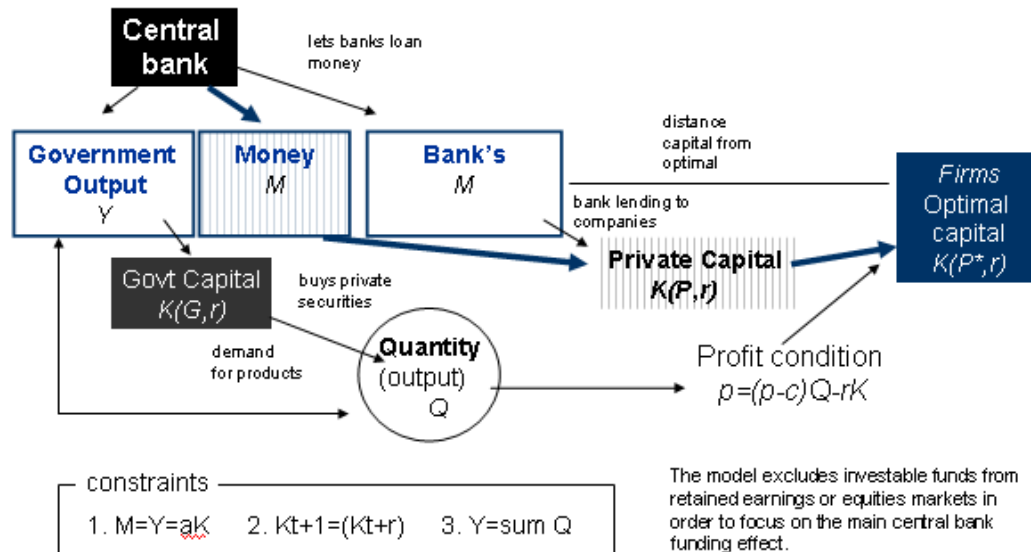 Central
bank
lets banks loan
money
Government
Output
Y
Money
M
Bank's
M
distance
capital from
optimal
Firms
Optimal
capital
K(P*,r)
bank lending to
companies
Private Capital
K(P,r)
Govt Capital
K(G,r)
buys private
securities
demand
for products
Quantity
(output)
Q
Profit condition
p=(p-c)Q-rK
constraints
1. M=Y=aK 2. Kt+1=(Kt+r) 3. Y=sum Q
The model excludes investable funds from
retained earnings or equities markets in
order to focus on the main central bank
funding effect.